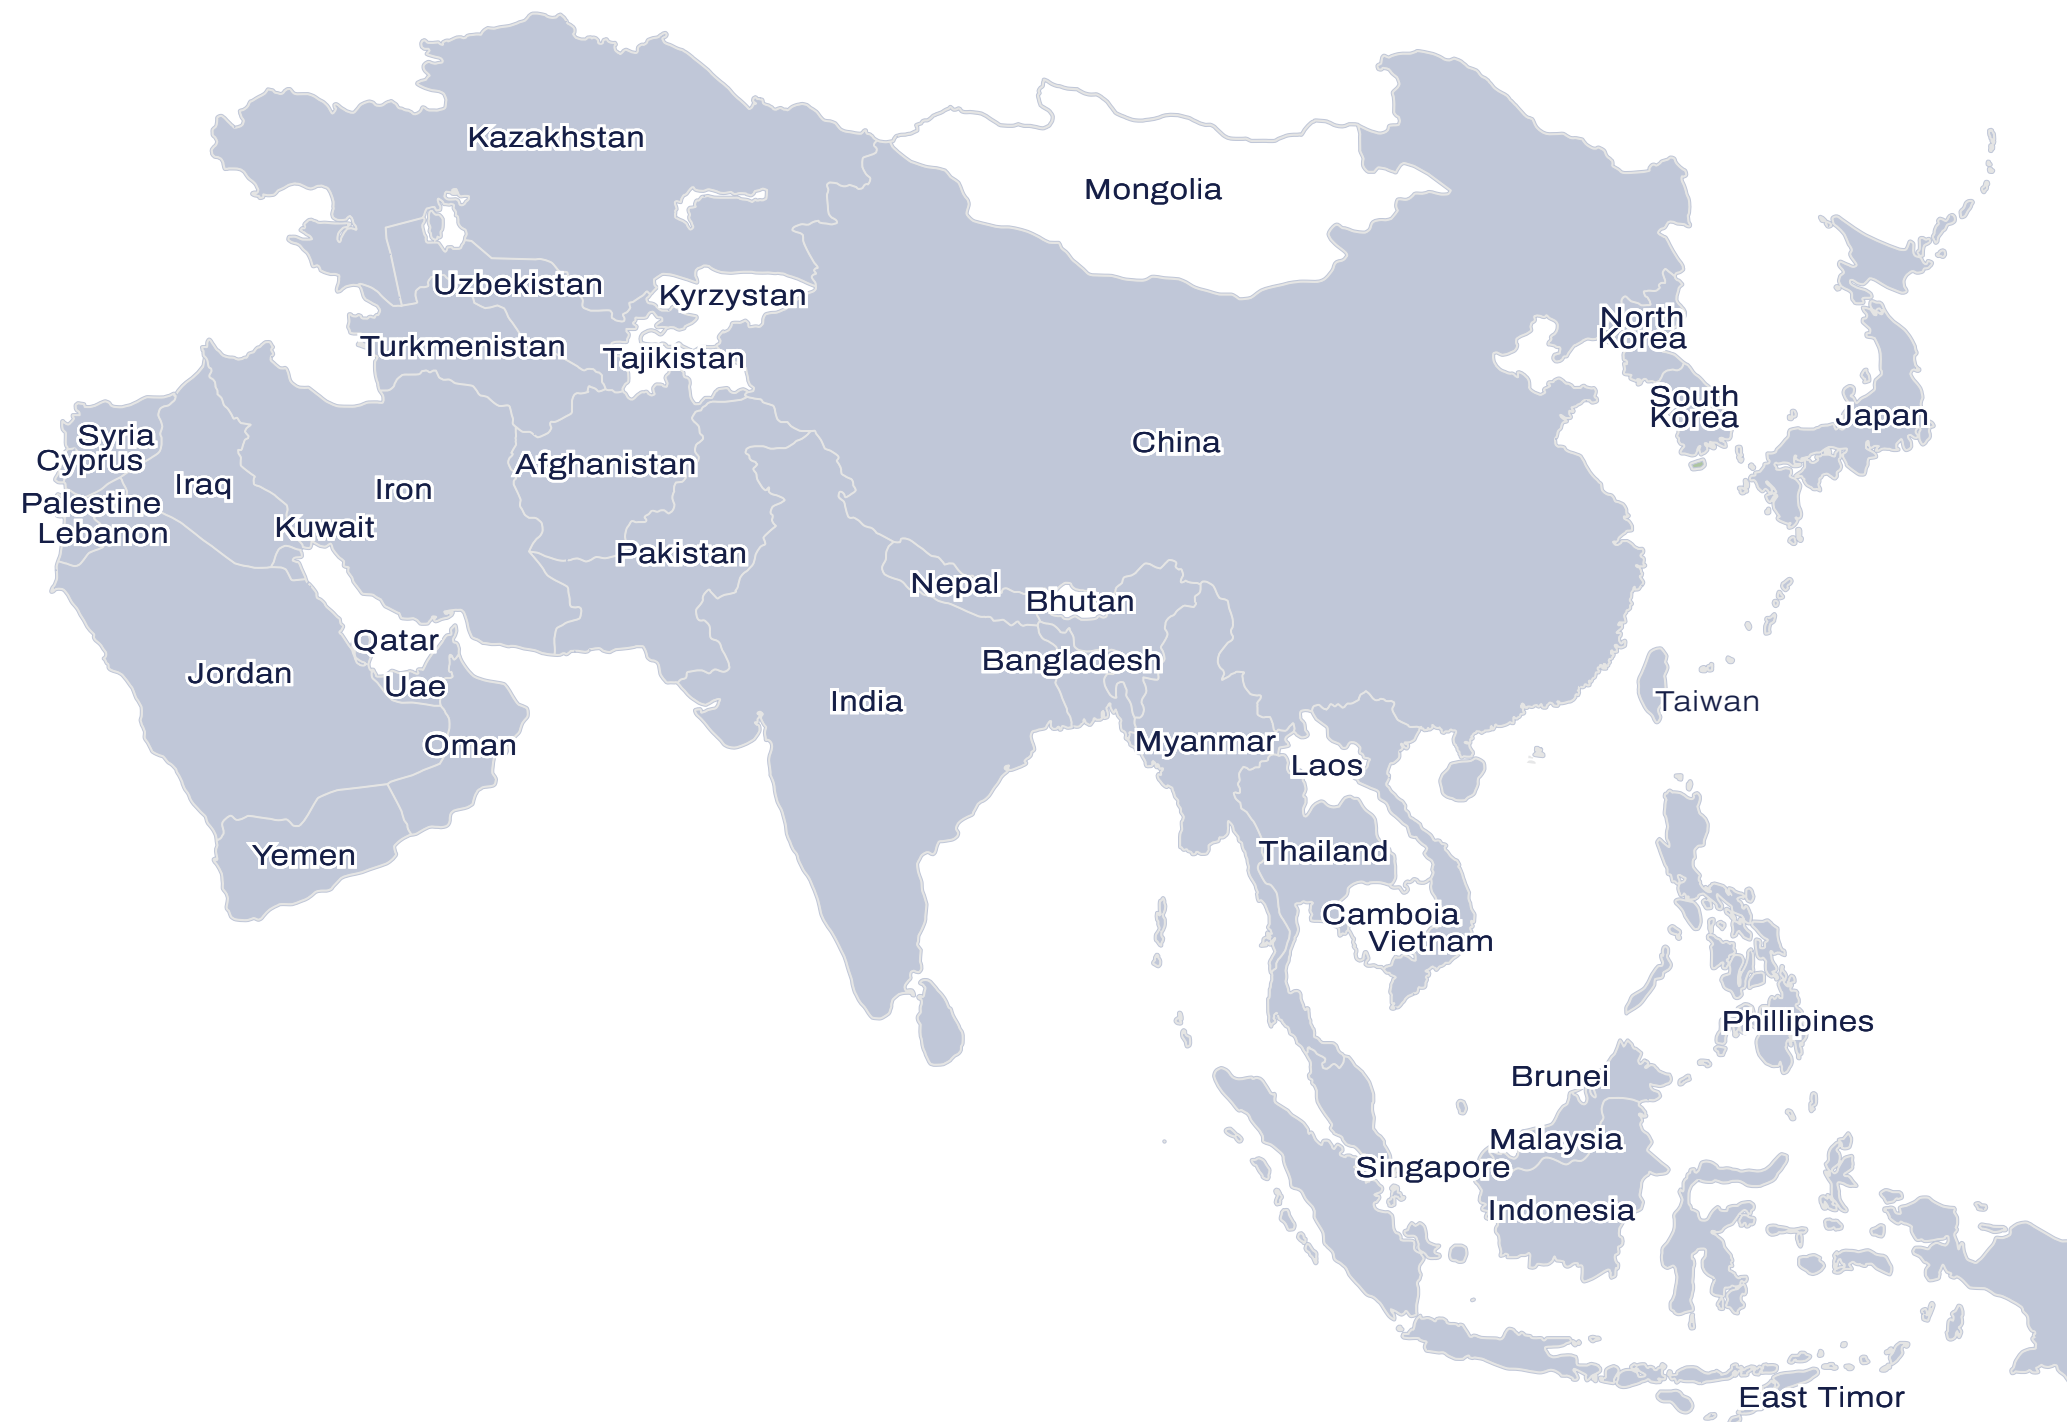 Kazakhstan
Mongolia
Uzbekistan
Kyrzystan
North
Korea
Turkmenistan
Tajikistan
South
Korea
Japan
Syria
Cyprus
China
Afghanistan
Iraq
Iron
Palestine
Lebanon
Kuwait
Pakistan
Nepal
Bhutan
Qatar
Bangladesh
Jordan
Uae
India
Taiwan
Oman
Myanmar
Laos
Yemen
Thailand
Camboia
Vietnam
Phillipines
Brunei
Malaysia
Singapore
Indonesia
East Timor